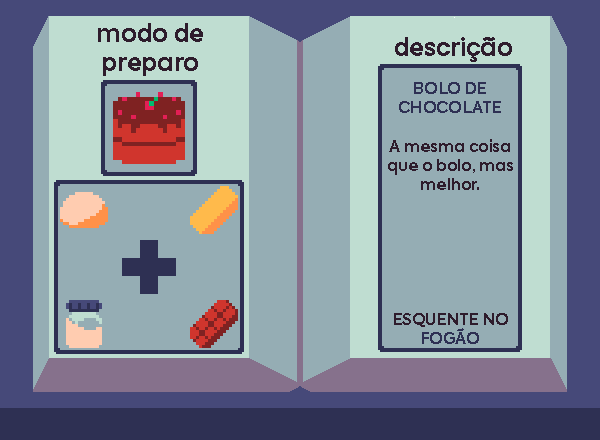 modo de
preparo
descrição
BOLO DE
CHOCOLATE
A mesma coisa
que o bolo, mas
melhor.
ESQUENTE NO
FOGÃO